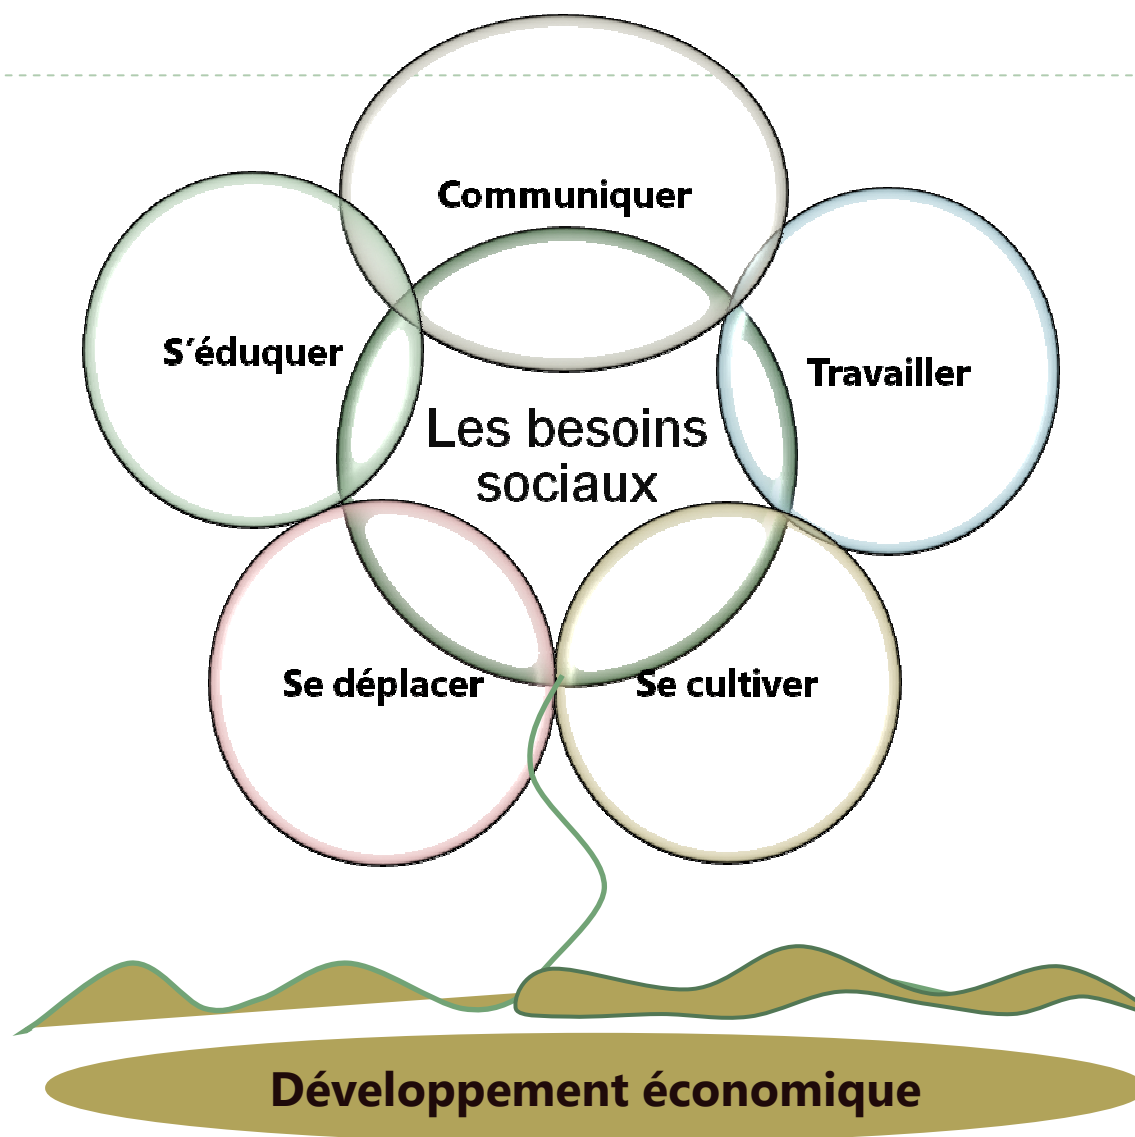 Communiquer
S’éduquer
Travailler
Les besoins
sociaux
Se déplacer
Se cultiver
Développement économique